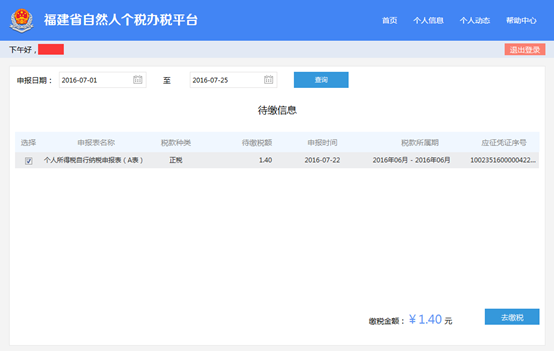 福建省自然人个税办税平台
首页 个人信息 个人动态 帮助中心
下午好，
退出登录
申报日期： 2016-07-01 至 2016-07-25 查询
待缴信息
选择 申报表名称 税款种类 待缴税额 申报时间 税款所属期 应征凭证序号
个人所得税自行纳税申报表（A表） 正税 1.40 2016-07-22 2016年06月 - 2016年06月 1002351600000422...
缴税金额：￥1.40 元 去缴税